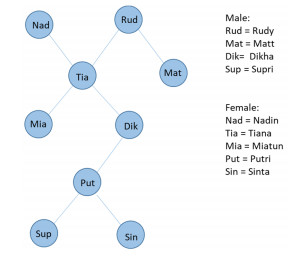 Nad
Rud
Tia
Mat
Mia
Dik
Put
Sup
Sin
Male:
Rud = Rudy
Mat = Matt
Dik= Dikha
Sup = Supri
Female:
Nad = Nadin
Tia = Tiana
Mia = Miatun
Put = Putri
Sin = Sinta